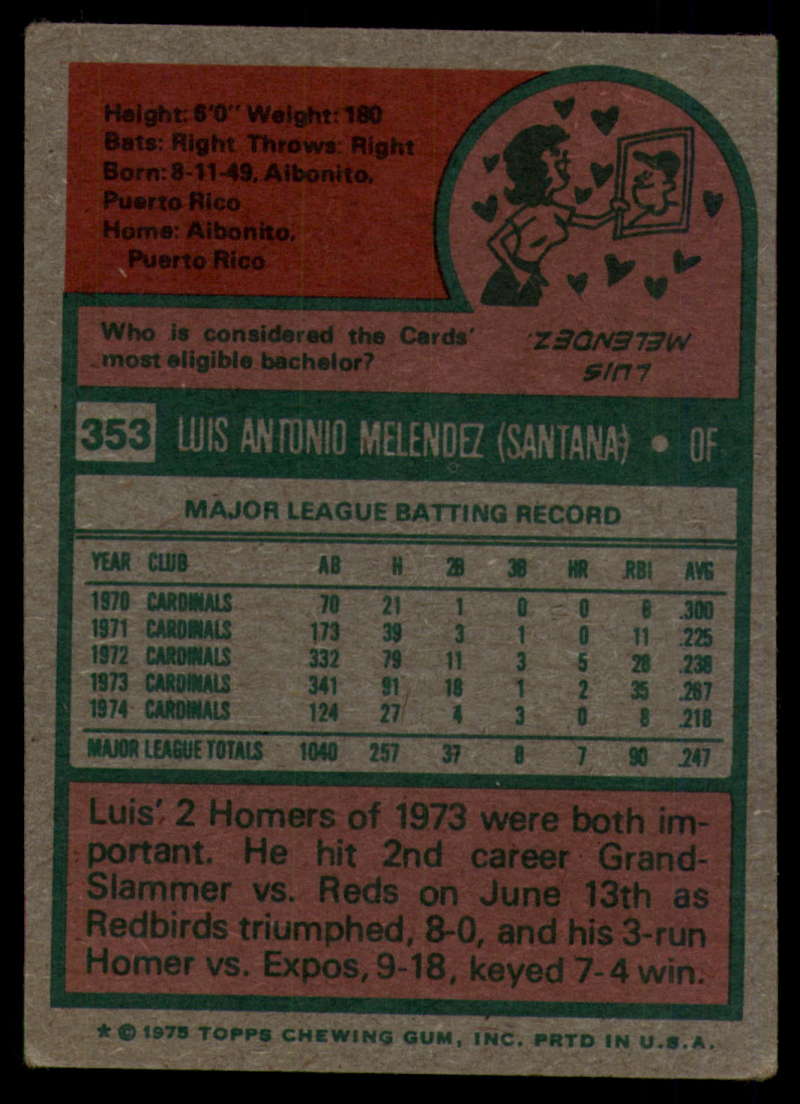 Height: 6'0" Weight: 180
Bats: Right Throws: Right
Born: 8-11-49, Aibonito,
Puerto Rico
Home: Aibonito,
Puerto Rico
Who is considered the Cards'
most eligible bachelor?
LUIS
MELENDEZ
353 LUIS ANTONIO MELENDEZ (SANTANA) • OF
MAJOR LEAGUE BATTING RECORD
YEAR CLUB AB H 2B 3B HR RBI AVG
1970 CARDINALS 70 21 1 0 0 8 .300
1971 CARDINALS 173 39 3 1 0 11 .225
1972 CARDINALS 332 79 11 3 5 28 .238
1973 CARDINALS 341 91 18 1 2 35 .267
1974 CARDINALS 124 27 4 3 0 8 .218
MAJOR LEAGUE TOTALS 1040 257 37 8 7 90 .247
Luis' 2 Homers of 1973 were both im-
portant. He hit 2nd career Grand-
Slammer vs. Reds on June 13th as
Redbirds triumphed, 8-0, and his 3-run
Homer vs. Expos, 9-18, keyed 7-4 win.
* © 1975 TOPPS CHEWING GUM, INC. PRTD IN U.S.A.